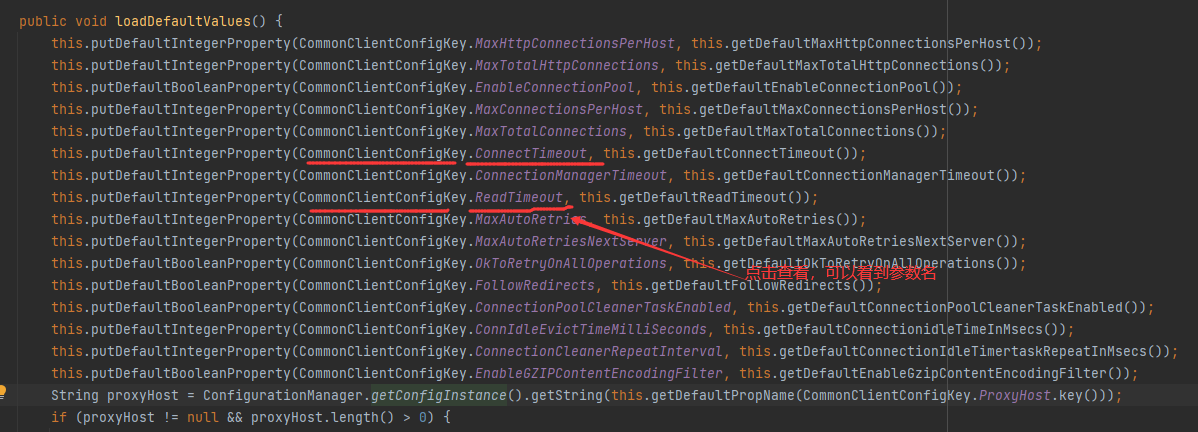 public void loadDefaultValues() {
this.putDefaultIntegerProperty(CommonClientConfigKey.MaxHttpConnectionsPerHost, this.getDefaultMaxHttpConnectionsPerHost());
this.putDefaultIntegerProperty(CommonClientConfigKey.MaxTotalHttpConnections, this.getDefaultMaxTotalHttpConnections());
this.putDefaultBooleanProperty(CommonClientConfigKey.EnableConnectionPool, this.getDefaultEnableConnectionPool());
this.putDefaultIntegerProperty(CommonClientConfigKey.MaxConnectionsPerHost, this.getDefaultMaxConnectionsPerHost());
this.putDefaultIntegerProperty(CommonClientConfigKey.MaxTotalConnections, this.getDefaultMaxTotalConnections());
this.putDefaultIntegerProperty(CommonClientConfigKey.ConnectTimeout, this.getDefaultConnectTimeout());
this.putDefaultIntegerProperty(CommonClientConfigKey.ConnectionManagerTimeout, this.getDefaultConnectionManagerTimeout());
this.putDefaultIntegerProperty(CommonClientConfigKey.ReadTimeout, this.getDefaultReadTimeout());
this.putDefaultIntegerProperty(CommonClientConfigKey.MaxAutoRetries, this.getDefaultMaxAutoRetries());
this.putDefaultIntegerProperty(CommonClientConfigKey.MaxAutoRetriesNextServer, this.getDefaultMaxAutoRetriesNextServer());
this.putDefaultBooleanProperty(CommonClientConfigKey.OkToRetryOnAllOperations, this.getDefaultOkToRetryOnAllOperations());
点击查看，可以看到参数名
this.putDefaultBooleanProperty(CommonClientConfigKey.FollowRedirects, this.getDefaultFollowRedirects());
this.putDefaultBooleanProperty(CommonClientConfigKey.ConnectionPoolCleanerTaskEnabled, this.getDefaultConnectionPoolCleanerTaskEnabled());
this.putDefaultIntegerProperty(CommonClientConfigKey.ConnIdleEvictTimeMilliSeconds, this.getDefaultConnectionidleTimeInMsecs());
this.putDefaultIntegerProperty(CommonClientConfigKey.ConnectionCleanerRepeatInterval, this.getDefaultConnectionIdleTimertaskRepeatInMsecs());
this.putDefaultBooleanProperty(CommonClientConfigKey.EnableGZIPContentEncodingFilter, this.getDefaultEnableGzipContentEncodingFilter());
String proxyHost = ConfigurationManager.getConfigInstance().getString(this.getDefaultPropName(CommonClientConfigKey.ProxyHost.key()));
if (proxyHost != null && proxyHost.length() > 0) {